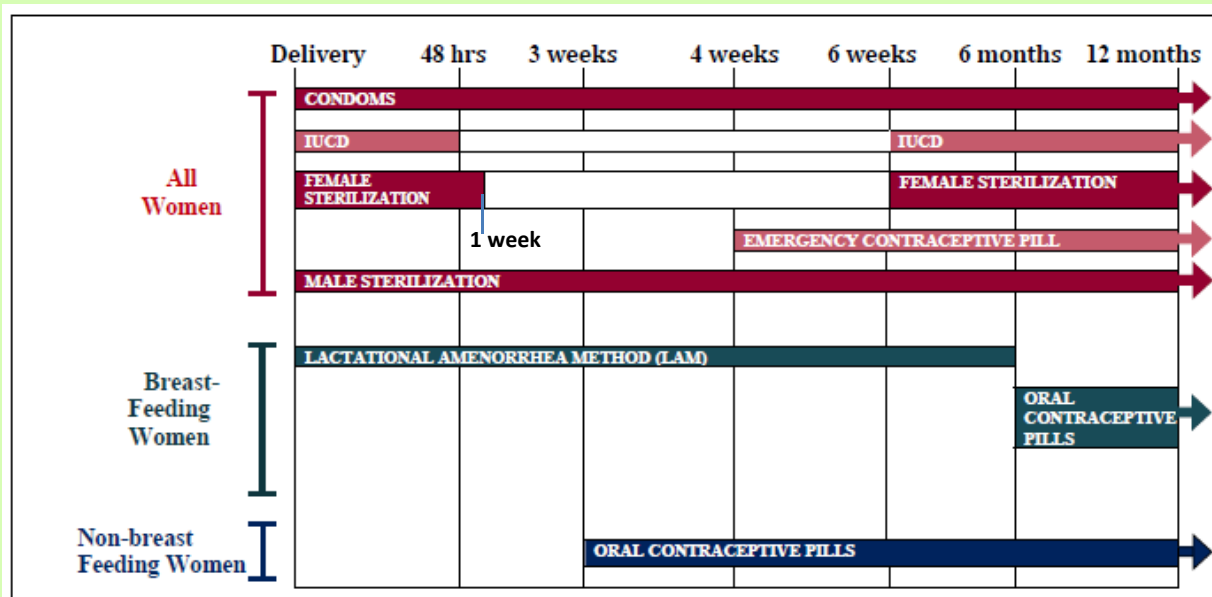 Delivery 48 hrs 3 weeks 4 weeks 6 weeks 6 months 12 months
CONDOMS
IUCD IUCD
All
Women
FEMALE
STERILIZATION
FEMALE STERILIZATION
1 week
EMERGENCY CONTRACEPTIVE PILL
MALE STERILIZATION
LACTATIONAL AMENORRHEA METHOD (LAM)
Breast-
Feeding
Women
ORAL
CONTRACEPTIVE
PILLS
Non-breast
Feeding Women
ORAL CONTRACEPTIVE PILLS